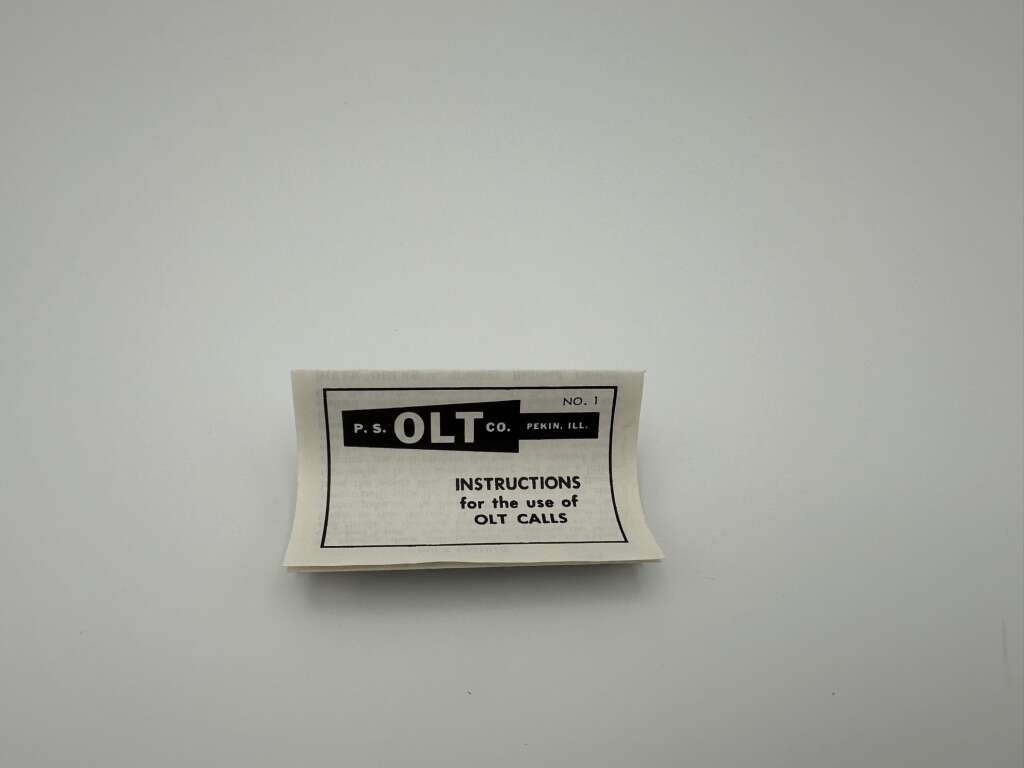 NO. 1
P. S. OLT CO. PEKIN, ILL.
INSTRUCTIONS
for the use of
OLT CALLS